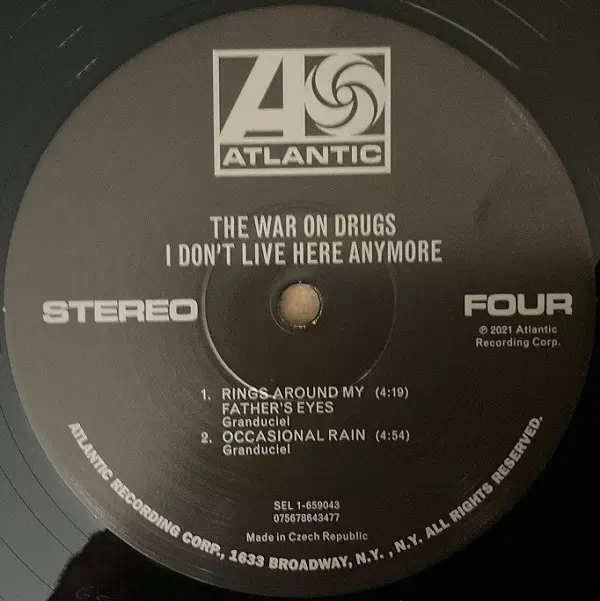 ATLANTIC
THE WAR ON DRUGS
I DON'T LIVE HERE ANYMORE
STEREO
FOUR
℗ 2021 Atlantic
Recording Corp.
1. RINGS AROUND MY (4:19)
FATHER'S EYES
Granduciel
2. OCCASIONAL RAIN (4:54)
Granduciel
SEL 1-659043
075678643477
Made in Czech Republic
ATLANTIC RECORDING CORP., 1633 BROADWAY, N.Y. , N.Y. ALL RIGHTS RESERVED.